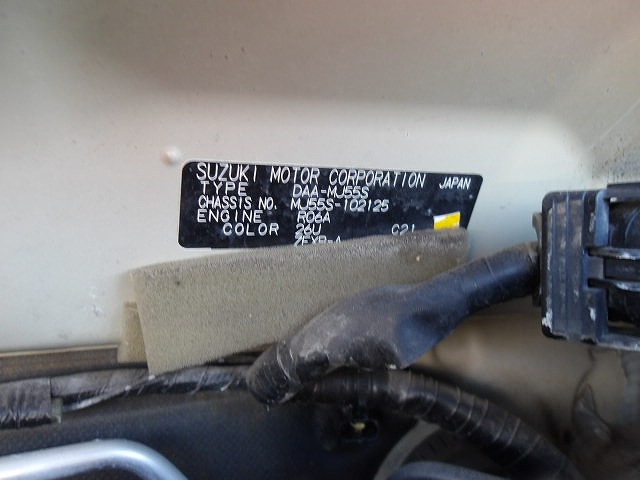 SUZUKI MOTOR CORPORATION JAPAN
TYPE DAA-MJ55S
CHASSIS NO. MJ55S-102125
ENGINE R06A
COLOR 26U C21